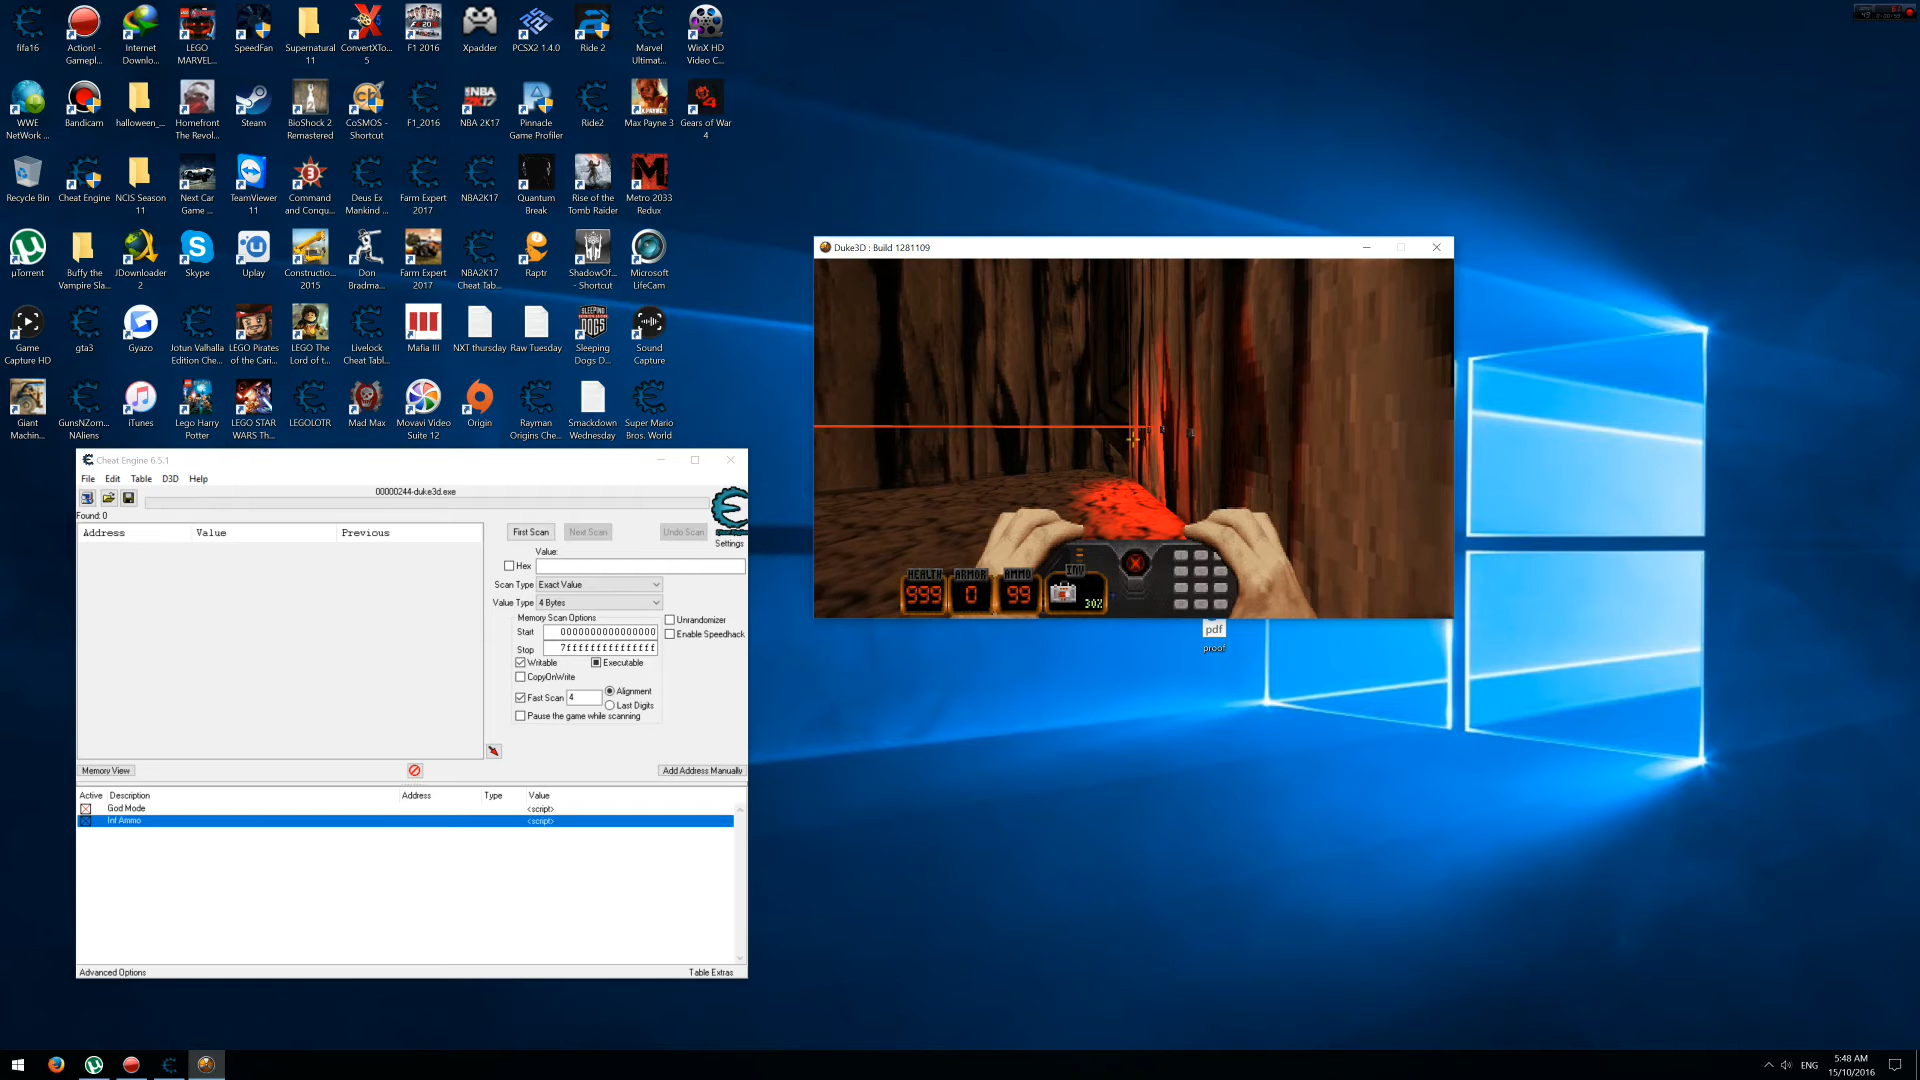 fifa16
Action! - Gamepl...
Internet Downlo...
LEGO MARVEL...
SpeedFan
Supernatural 11
ConvertXTo... 5
F1 2016
Xpadder
PCSX2 1.4.0
Ride 2
Marvel Ultimat...
WinX HD Video C...
WWE NetWork ...
Bandicam
halloween_...
Homefront The Revol...
Steam
BioShock 2 Remastered
CoSMOS - Shortcut
F1_2016
NBA 2K17
Pinnacle Game Profiler
Ride2
Max Payne 3
Gears of War 4
Recycle Bin
Cheat Engine
NCIS Season 11
Next Car Game ...
TeamViewer 11
Command and Conqu...
Deus Ex Mankind ...
Farm Expert 2017
NBA2K17
Quantum Break
Rise of the Tomb Raider
Metro 2033 Redux
µTorrent
Buffy the Vampire Sla...
JDownloader 2
Skype
Uplay
Constructio... 2015
Don Bradma...
Farm Expert 2017
NBA2K17 Cheat Tab...
Raptr
ShadowOf... - Shortcut
Microsoft LifeCam
Game Capture HD
gta3
Gyazo
Jotun Valhalla Edition Che...
LEGO Pirates of the Cari...
LEGO The Lord of t...
Livelock Cheat Tabl...
Mafia III
NXT thursday
Raw Tuesday
Sleeping Dogs D...
Sound Capture
Giant Machin...
GunsNZom... NAliens
iTunes
Lego Harry Potter
LEGO STAR WARS Th...
LEGOLOTR
Mad Max
Movavi Video Suite 12
Origin
Rayman Origins Che...
Smackdown Wednesday
Super Mario Bros. World
Duke3D : Build 1281109
HEALTH ARMOR AMMO INV
999 0 99 30%
pdf
proof
Cheat Engine 6.5.1
File Edit Table D3D Help
00000244-duke3d.exe
Found: 0
Address Value Previous
First Scan Next Scan Undo Scan
Settings
Value:
Hex
Scan Type Exact Value
Value Type 4 Bytes
Memory Scan Options
Unrandomizer
Enable Speedhack
Start 0000000000000000
Stop 7fffffffffffffff
Writable Executable
CopyOnWrite
Fast Scan 4 Alignment
Last Digits
Pause the game while scanning
Memory View Add Address Manually
Active Description Address Type Value
God Mode <script>
Inf Ammo <script>
Advanced Options Table Extras
ENG
5:48 AM
15/10/2016